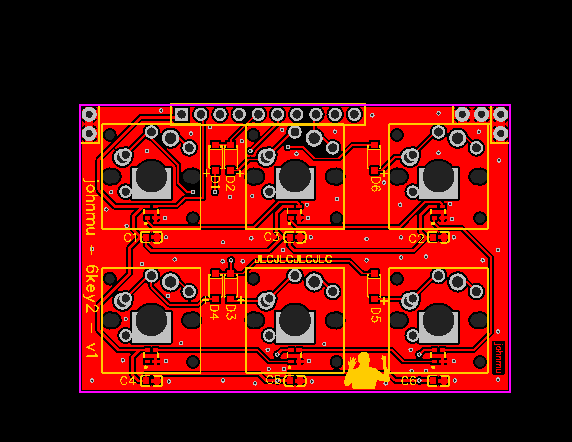 D1
D2
D6
johnmu - 6key2 - v1
C1
C3
C2
JLCJLCJLCJLC
D4
D3
D5
johnmu
C4
C5
C6